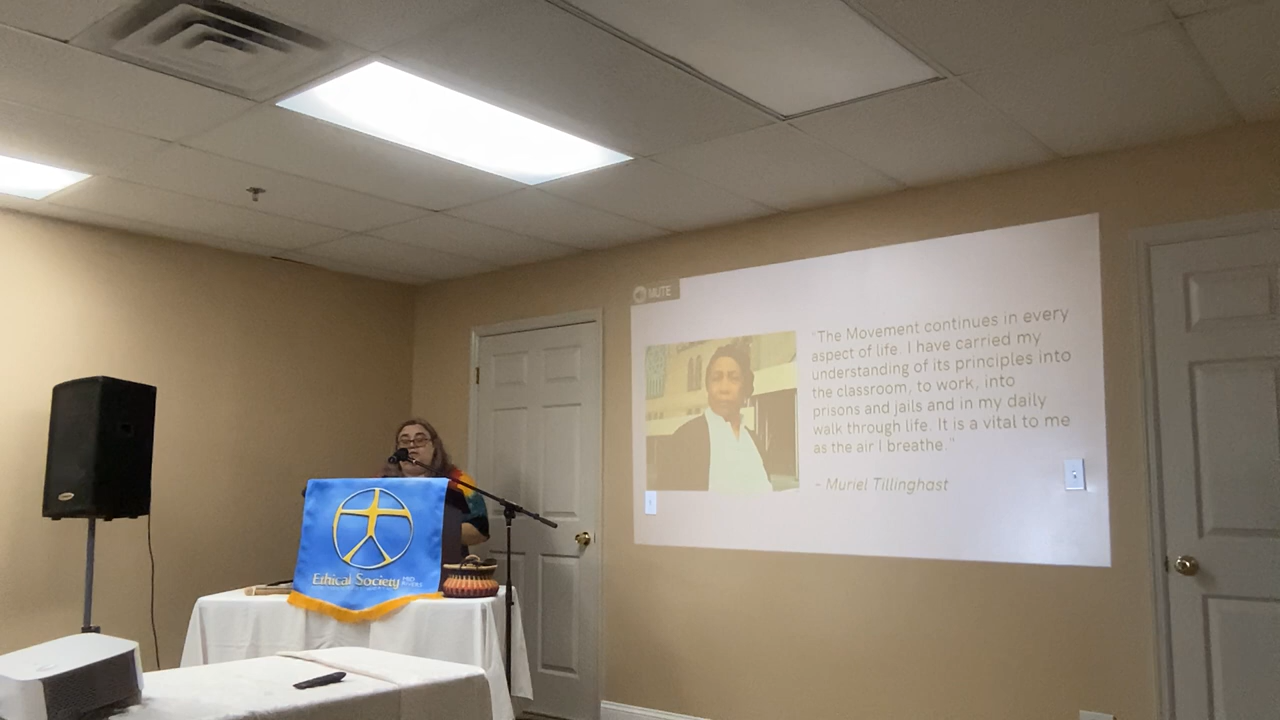 MUTE
"The Movement continues in every
aspect of life. I have carried my
understanding of its principles into
the classroom, to work, into
prisons and jails and in my daily
walk through life. It is a vital to me
as the air I breathe."
- Muriel Tillinghast
Ethical Society